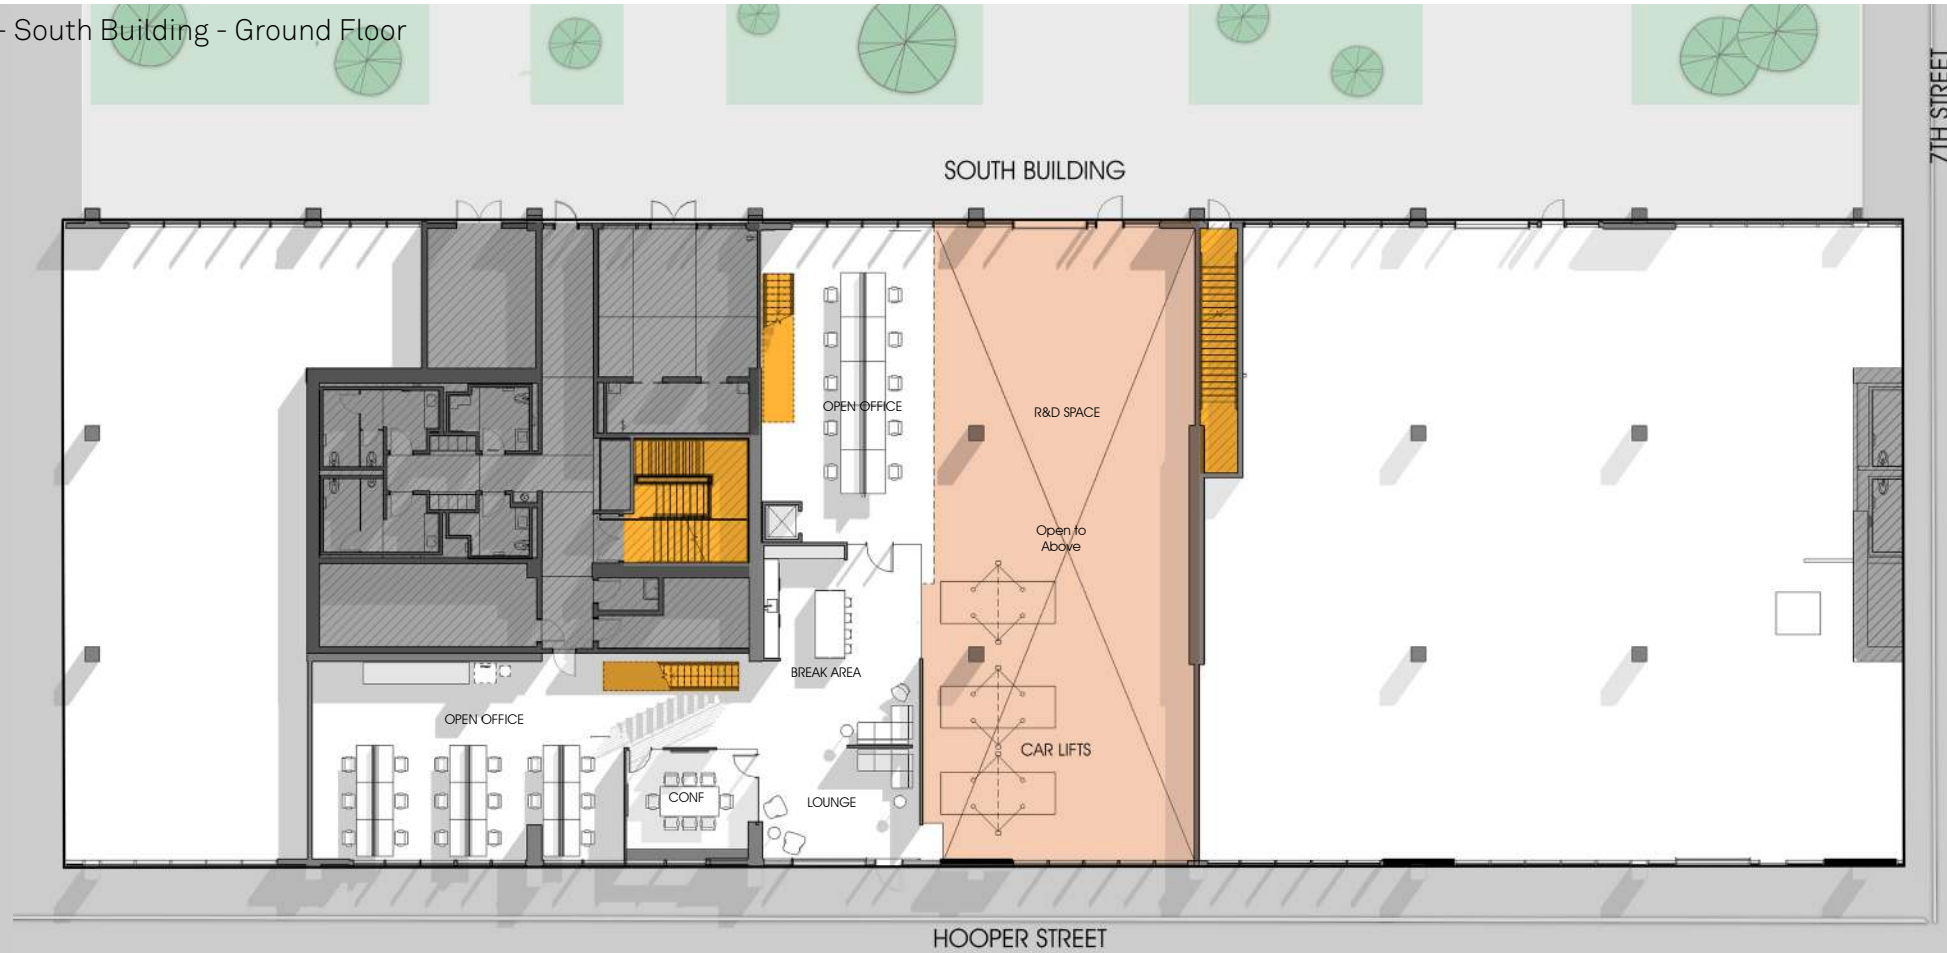 - South Building - Ground Floor
7TH STREET
SOUTH BUILDING
OPEN OFFICE
R&D SPACE
Open to
Above
BREAK AREA
OPEN OFFICE
CAR LIFTS
CONF
LOUNGE
HOOPER STREET